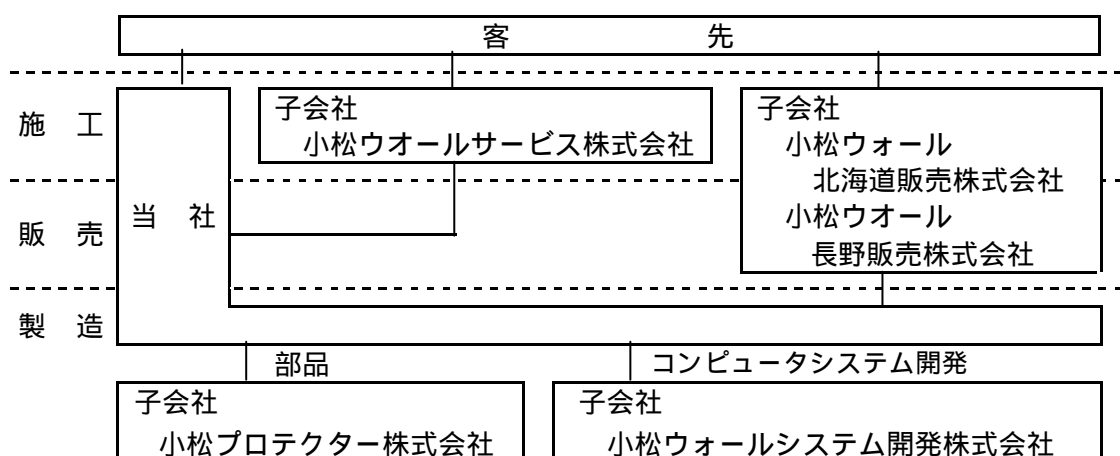 客 先
施 工
子会社
小松ウオールサービス株式会社
子会社
小松ウォール
北海道販売株式会社
小松ウオール
長野販売株式会社
販 売
当 社
製 造
部品
コンピュータシステム開発
子会社
小松プロテクター株式会社
子会社
小松ウォールシステム開発株式会社